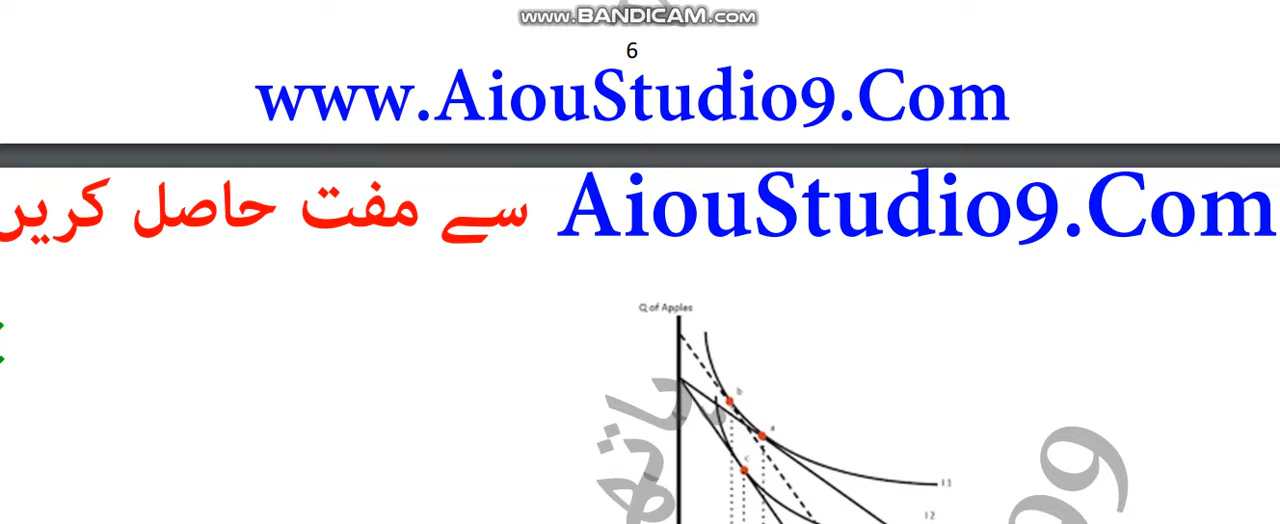 www.BANDICAM.com
6
www.AiouStudio9.Com
AiouStudio9.Com سے مفت حاصل کریں
Q of Apples
b
a
c
I1
I2